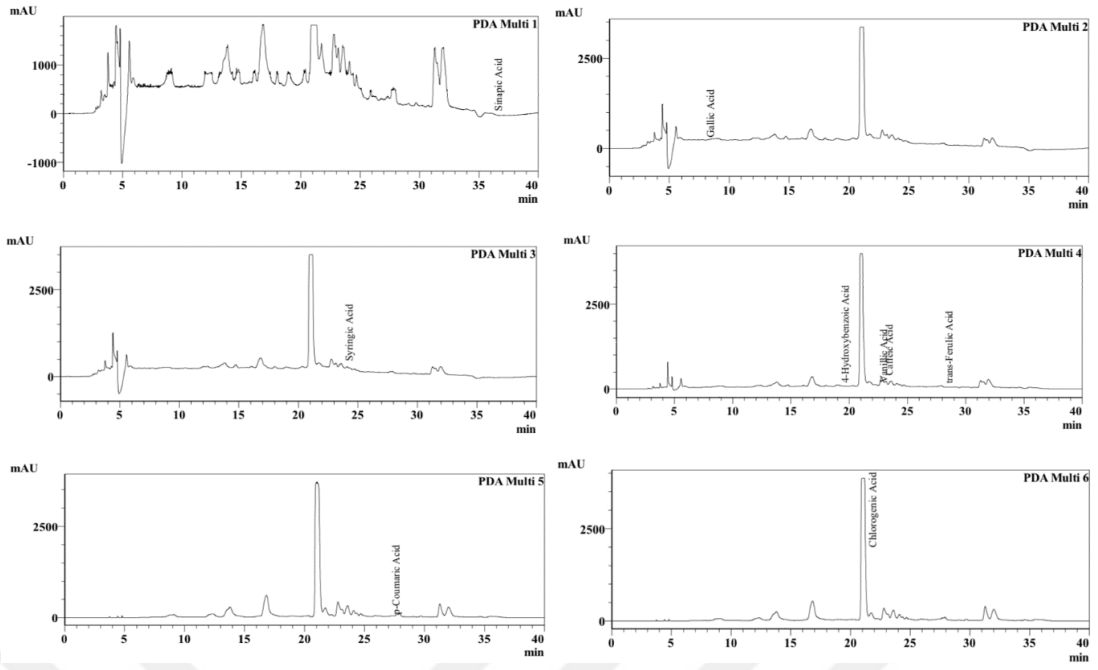 mAU
PDA Multi 1
1000
0
-1000
Sinapic Acid
0 5 10 15 20 25 30 35 40
min
mAU
PDA Multi 2
2500
0
Gallic Acid
0 5 10 15 20 25 30 35 40
min
mAU
PDA Multi 3
2500
0
Syringic Acid
0 5 10 15 20 25 30 35 40
min
mAU
PDA Multi 4
2500
0
4-Hydroxybenzoic Acid
Vanillic Acid
Caffeic Acid
trans-Ferulic Acid
0 5 10 15 20 25 30 35 40
min
mAU
PDA Multi 5
2500
0
p-Coumaric Acid
0 5 10 15 20 25 30 35 40
min
mAU
PDA Multi 6
2500
0
Chlorogenic Acid
0 5 10 15 20 25 30 35 40
min